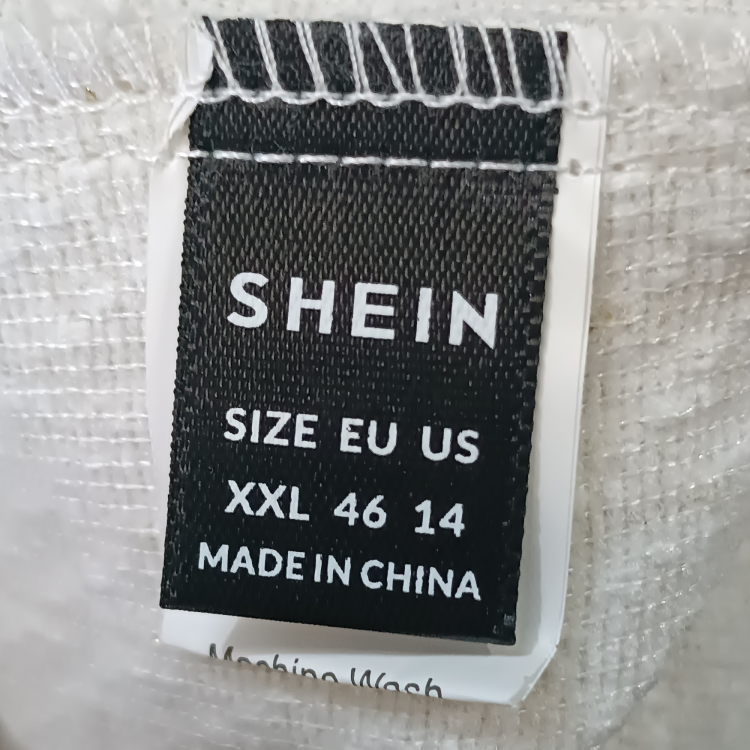 SHEIN
SIZE EU US
XXL 46 14
MADE IN CHINA
Machine Wash